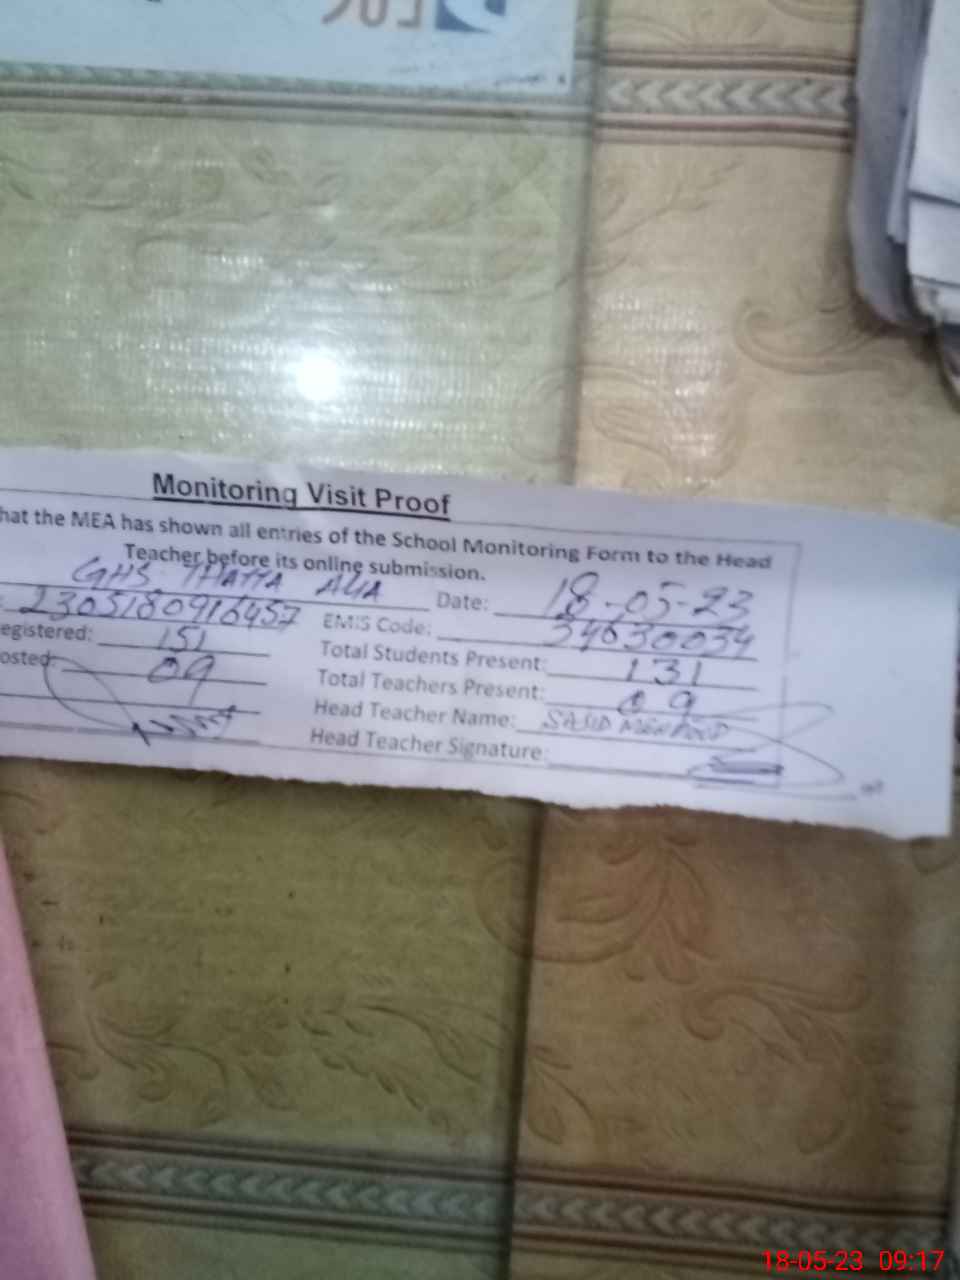 Monitoring Visit Proof
hat the MEA has shown all entries of the School Monitoring Form to the Head
Teacher before its online submission.
GHS THATTA ALIA Date: 18-05-23
230518091645 EMIS Code: 34630034
egistered: 151 Total Students Present: 131
osted: 09 Total Teachers Present: 09
Head Teacher Name: SAJID MEHMOOD
Head Teacher Signature:
18-05-23 09:17